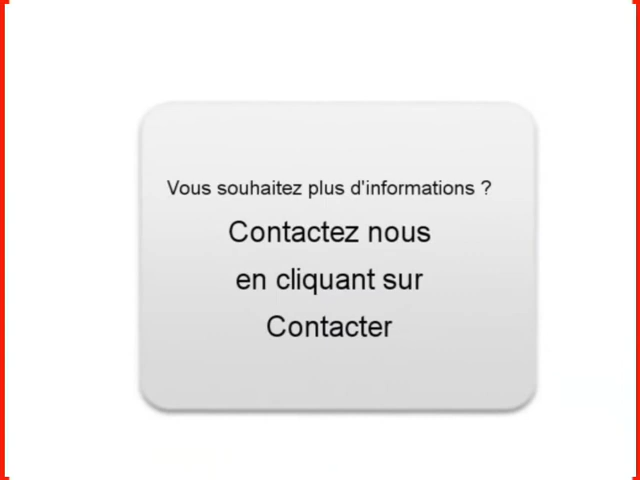 Vous souhaitez plus d'informations ?
Contactez nous
en cliquant sur
Contacter